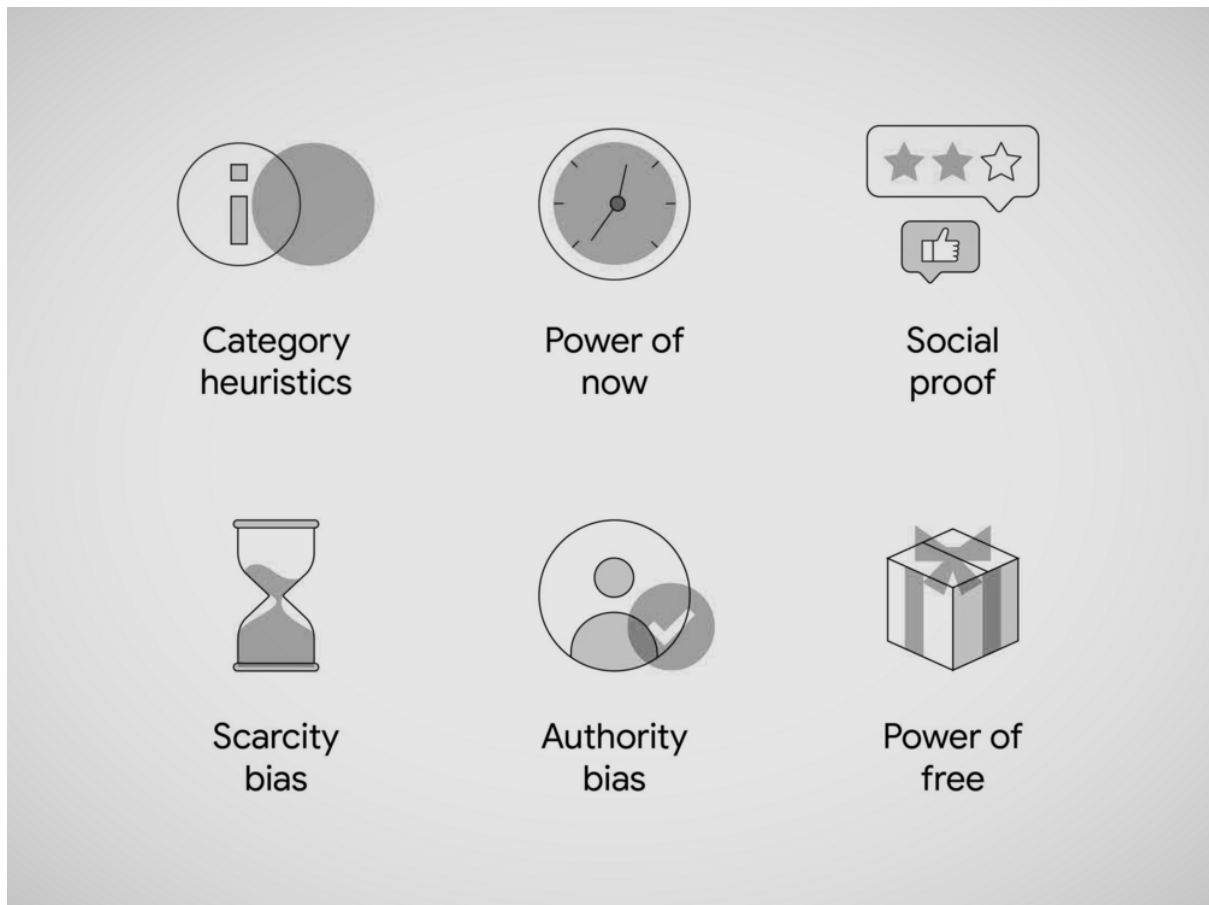 Category
heuristics
Power of
now
Social
proof
Scarcity
bias
Authority
bias
Power of
free